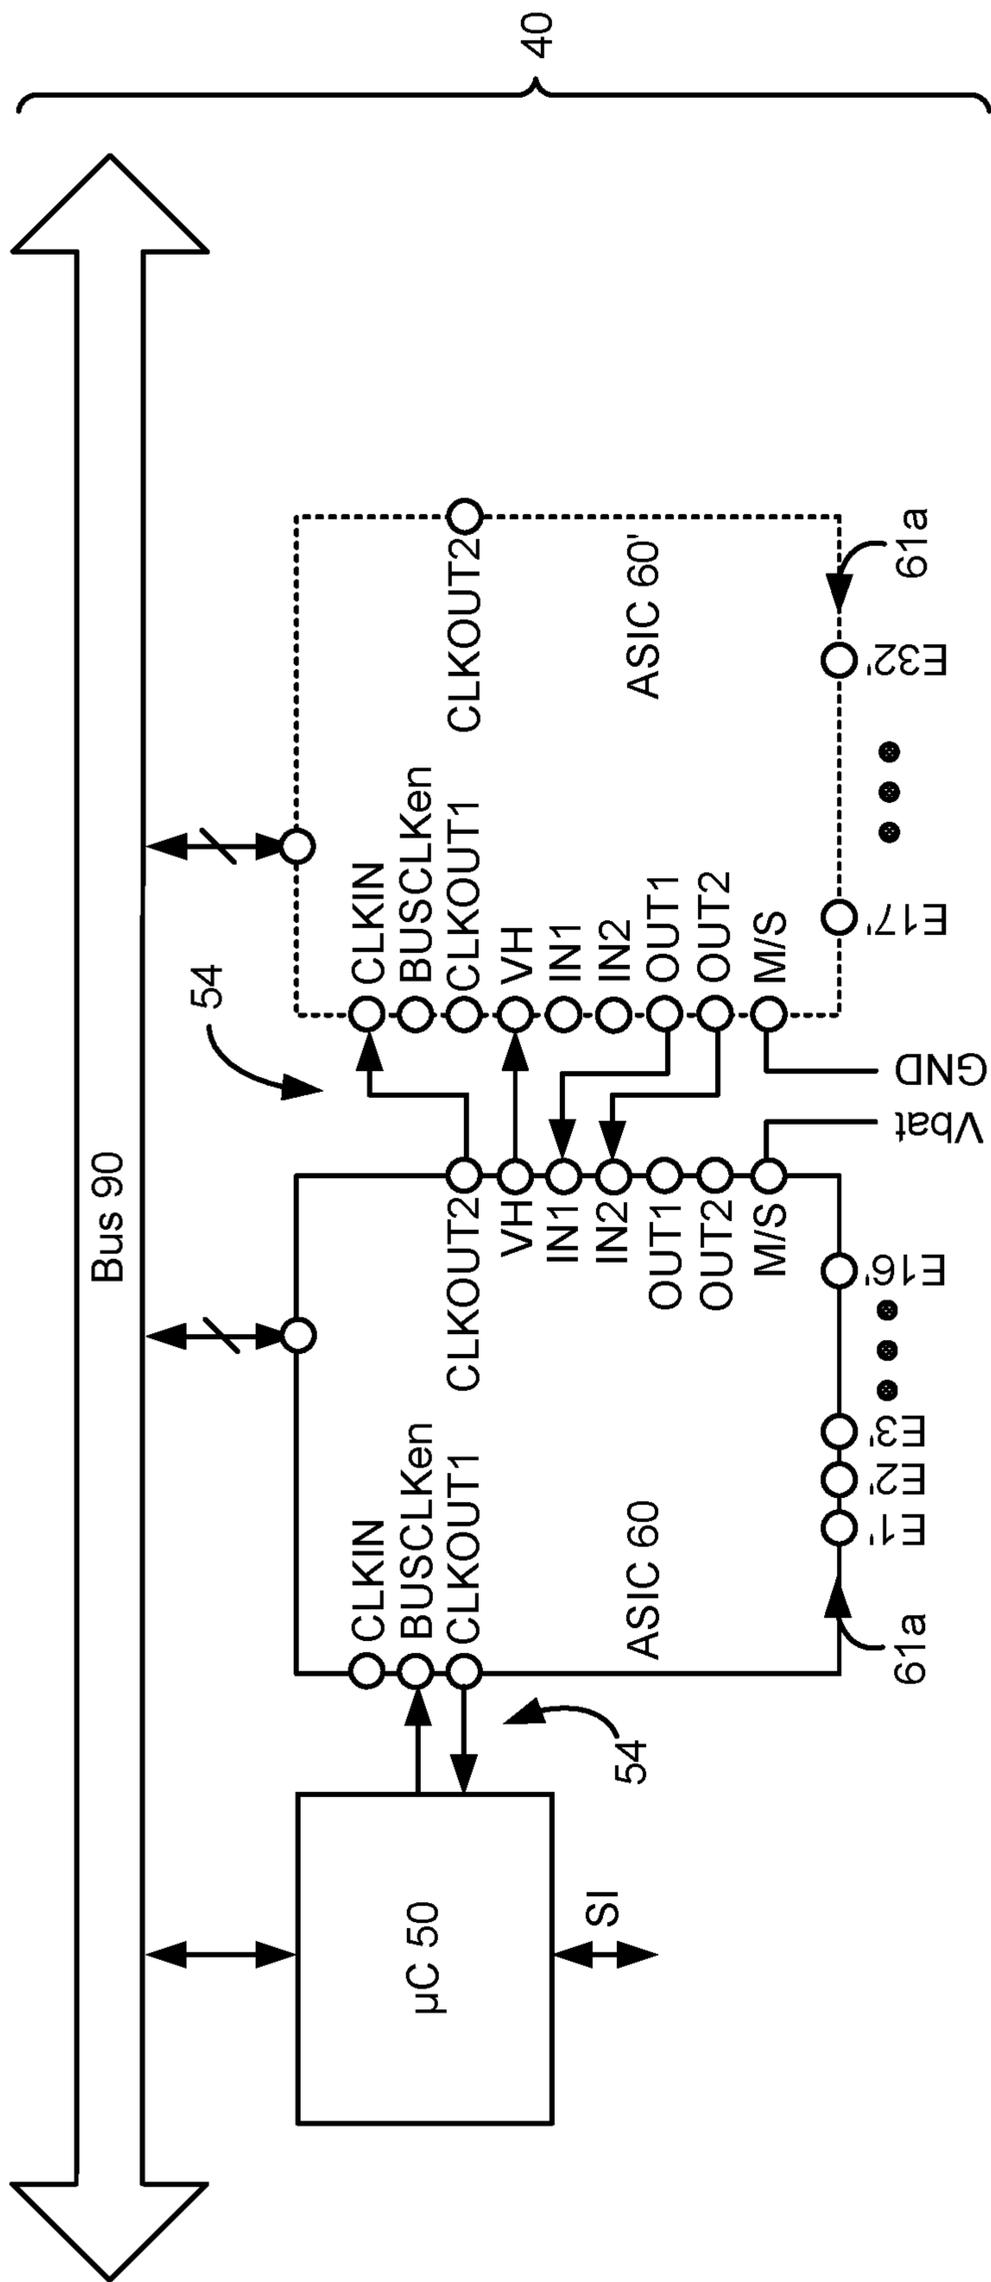 40
Bus 90
54
µC 50
SI
54
CLKIN
BUSCLKen
CLKOUT1
ASIC 60
CLKOUT2
VH
IN1
IN2
OUT1
OUT2
M/S
61a
E1'
E2'
E3'
E16'
Vbat
GND
CLKIN
BUSCLKen
CLKOUT1
VH
IN1
IN2
OUT1
OUT2
M/S
CLKOUT2
ASIC 60'
E17'
E32'
61a